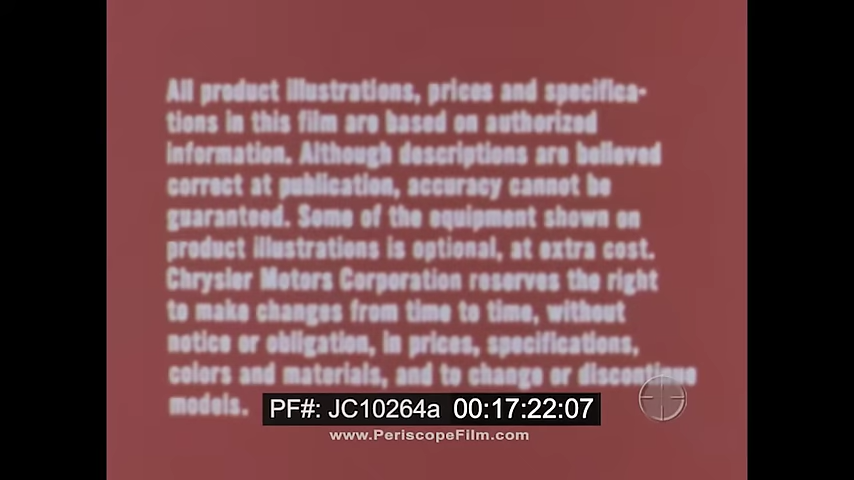 All product illustrations, prices and specifica-
tions in this film are based on authorized
information. Although descriptions are believed
correct at publication, accuracy cannot be
guaranteed. Some of the equipment shown on
product illustrations is optional, at extra cost.
Chrysler Motors Corporation reserves the right
to make changes from time to time, without
notice or obligation, in prices, specifications,
colors and materials, and to change or discontinue
models.
PF#: JC10264a 00:17:22:07
www.PeriscopeFilm.com